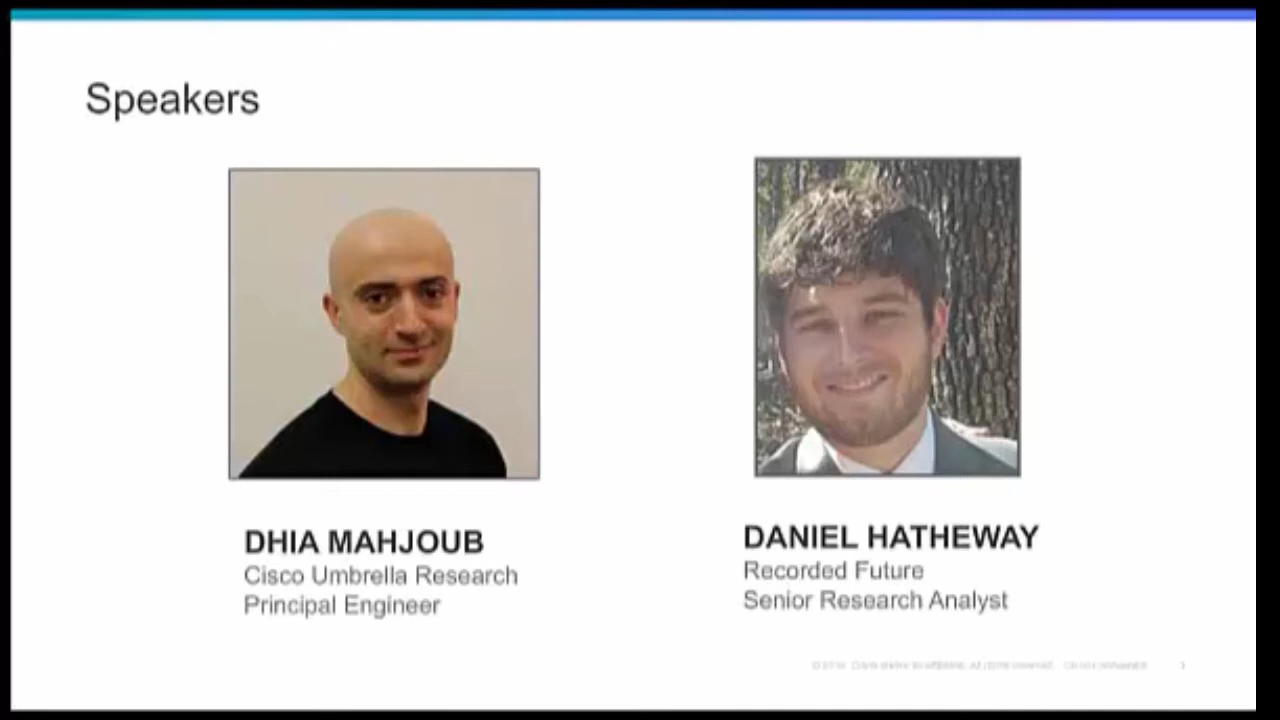 Speakers
DHIA MAHJOUB
Cisco Umbrella Research
Principal Engineer
DANIEL HATHEWAY
Recorded Future
Senior Research Analyst